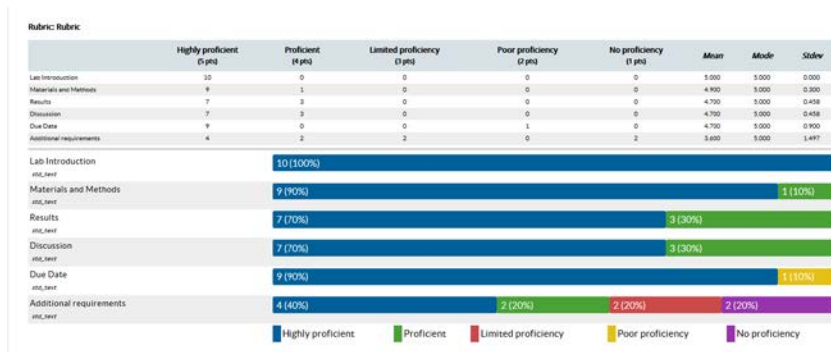 Rubric: Rubric
Highly proficient Proficient Limited proficiency Poor proficiency No proficiency Mean Mode Stdev
(5 pts) (4 pts) (3 pts) (2 pts) (1 pts)
Lab Introduction 10 0 0 0 0 5.000 5.000 0.000
Materials and Methods 9 1 0 0 0 4.900 5.000 0.300
Results 7 3 0 0 0 4.700 5.000 0.458
Discussion 7 3 0 0 0 4.700 5.000 0.458
Due Date 9 0 0 1 0 4.700 5.000 0.900
Additional requirements 4 2 2 0 2 3.600 5.000 1.497
Lab Introduction 10 (100%)
std_text
Materials and Methods 9 (90%) 1 (10%)
std_text
Results 7 (70%) 3 (30%)
std_text
Discussion 7 (70%) 3 (30%)
std_text
Due Date 9 (90%) 1 (10%)
std_text
Additional requirements 4 (40%) 2 (20%) 2 (20%) 2 (20%)
std_text
Highly proficient Proficient Limited proficiency Poor proficiency No proficiency